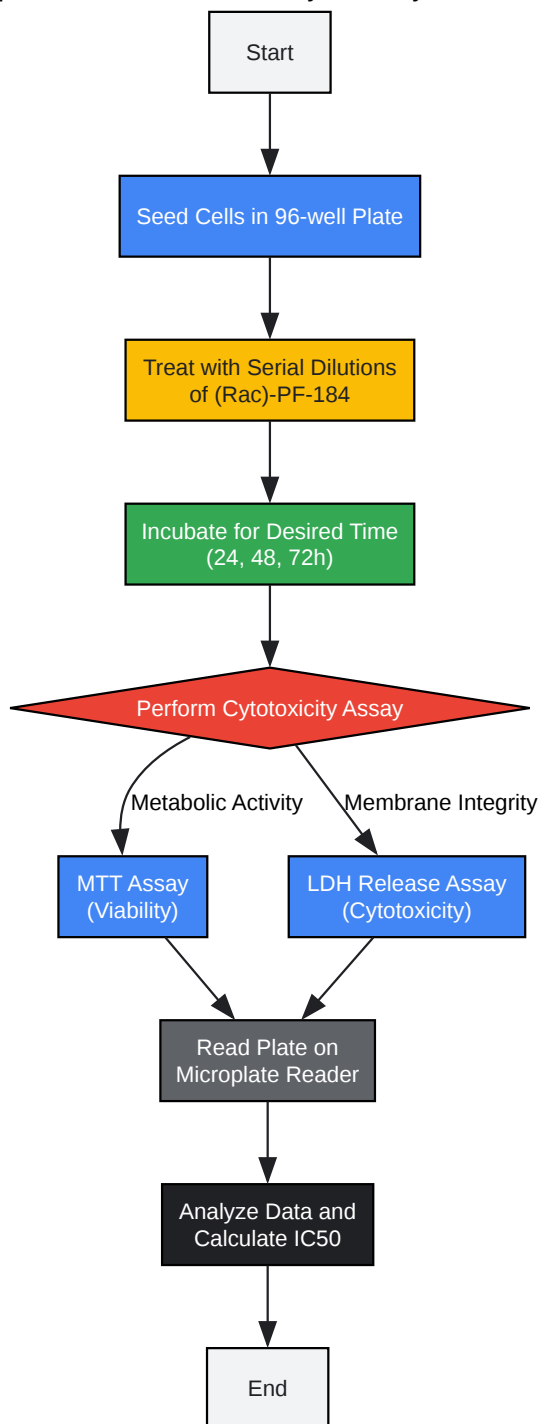 Start
Seed Cells in 96-well Plate
Treat with Serial Dilutions
of (Rac)-PF-184
Incubate for Desired Time
(24, 48, 72h)
Perform Cytotoxicity Assay
Metabolic Activity
Membrane Integrity
MTT Assay
(Viability)
LDH Release Assay
(Cytotoxicity)
Read Plate on
Microplate Reader
Analyze Data and
Calculate IC50
End